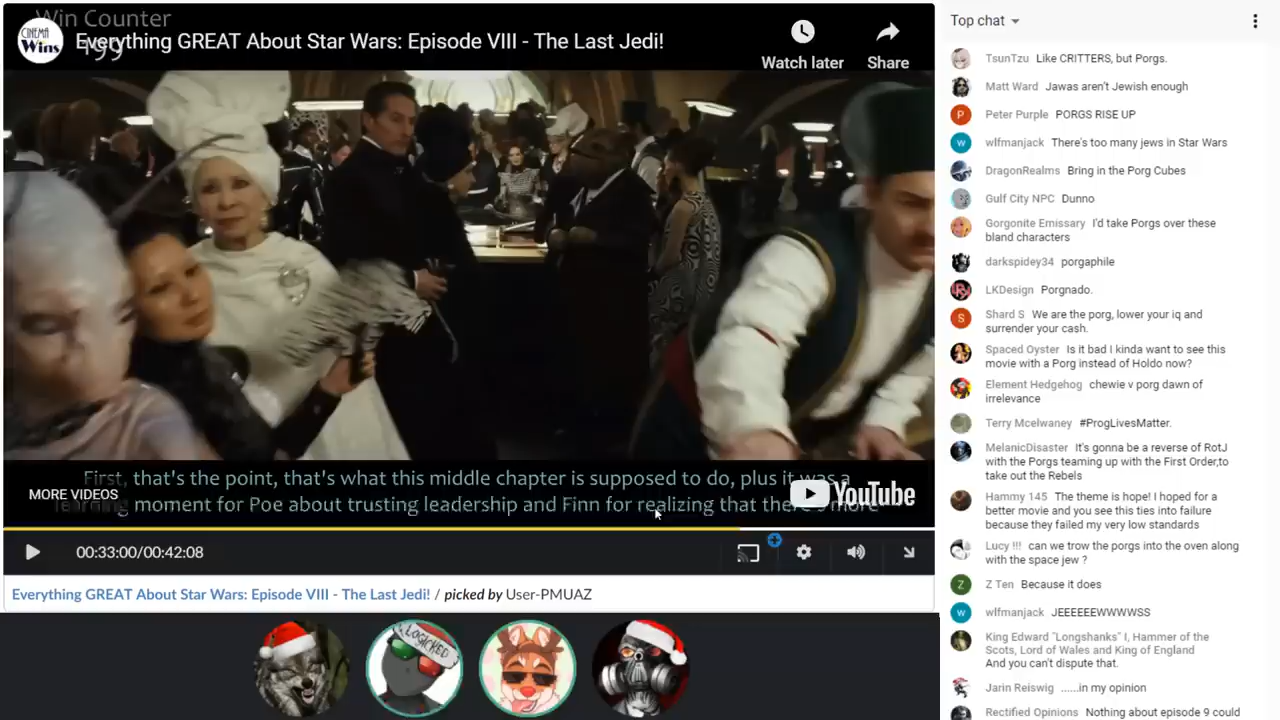 Win Counter
199
CINEMA
Wins
Everything GREAT About Star Wars: Episode VIII - The Last Jedi!
Watch later
Share
First, that's the point, that's what this middle chapter is supposed to do, plus it was a
learning moment for Poe about trusting leadership and Finn for realizing that there's more
MORE VIDEOS
YouTube
00:33:00/00:42:08
Everything GREAT About Star Wars: Episode VIII - The Last Jedi! / picked by User-PMUAZ
LOGICKED
Top chat
TsunTzu Like CRITTERS, but Porgs.
Matt Ward Jawas aren't Jewish enough
P Peter Purple PORGS RISE UP
w wlfmanjack There's too many jews in Star Wars
DragonRealms Bring in the Porg Cubes
Gulf City NPC Dunno
Gorgonite Emissary I'd take Porgs over these
bland characters
darkspidey34 porgaphile
LKDesign Porgnado.
S Shard S We are the porg, lower your iq and
surrender your cash.
Spaced Oyster Is it bad I kinda want to see this
movie with a Porg instead of Holdo now?
Element Hedgehog chewie v porg dawn of
irrelevance
Terry Mcelwaney #ProgLivesMatter.
MelanicDisaster It's gonna be a reverse of RotJ
with the Porgs teaming up with the First Order,to
take out the Rebels
Hammy 145 The theme is hope! I hoped for a
better movie and you see this ties into failure
because they failed my very low standards
Lucy !!! can we trow the porgs into the oven along
with the space jew ?
Z Z Ten Because it does
w wlfmanjack JEEEEEWWWWSS
King Edward "Longshanks" I, Hammer of the
Scots, Lord of Wales and King of England
And you can't dispute that.
Jarin Reiswig ......in my opinion
Rectified Opinions Nothing about episode 9 could